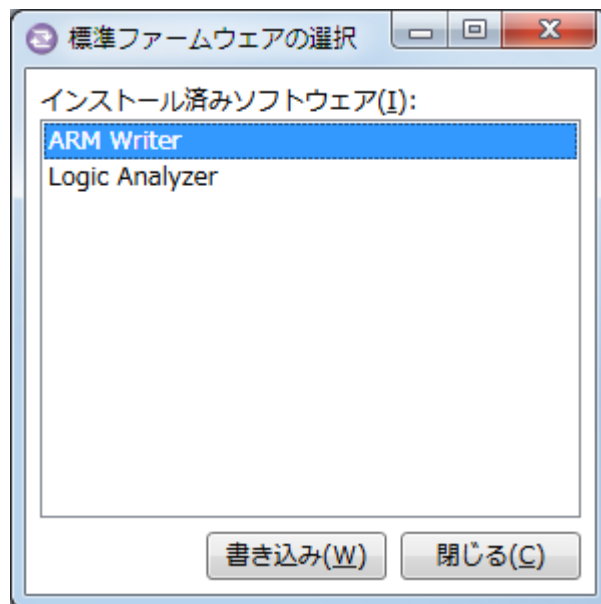 標準ファームウェアの選択
インストール済みソフトウェア(I):
ARM Writer
Logic Analyzer
書き込み(W) 閉じる(C)